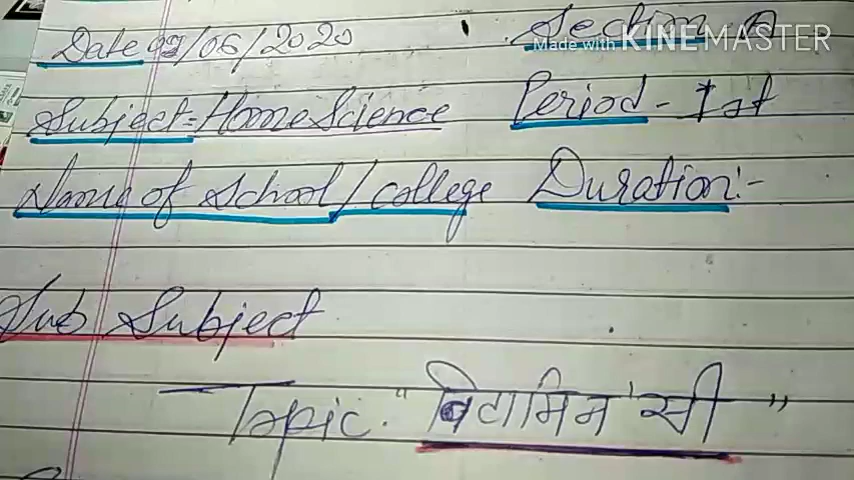 Date 02/06/2020 Section - A
Made with KINEMASTER
Subject:- Home Science Period - Ist
Name of School/college Duration:-
Sub Subject
Topic. "विटामिन 'सी"